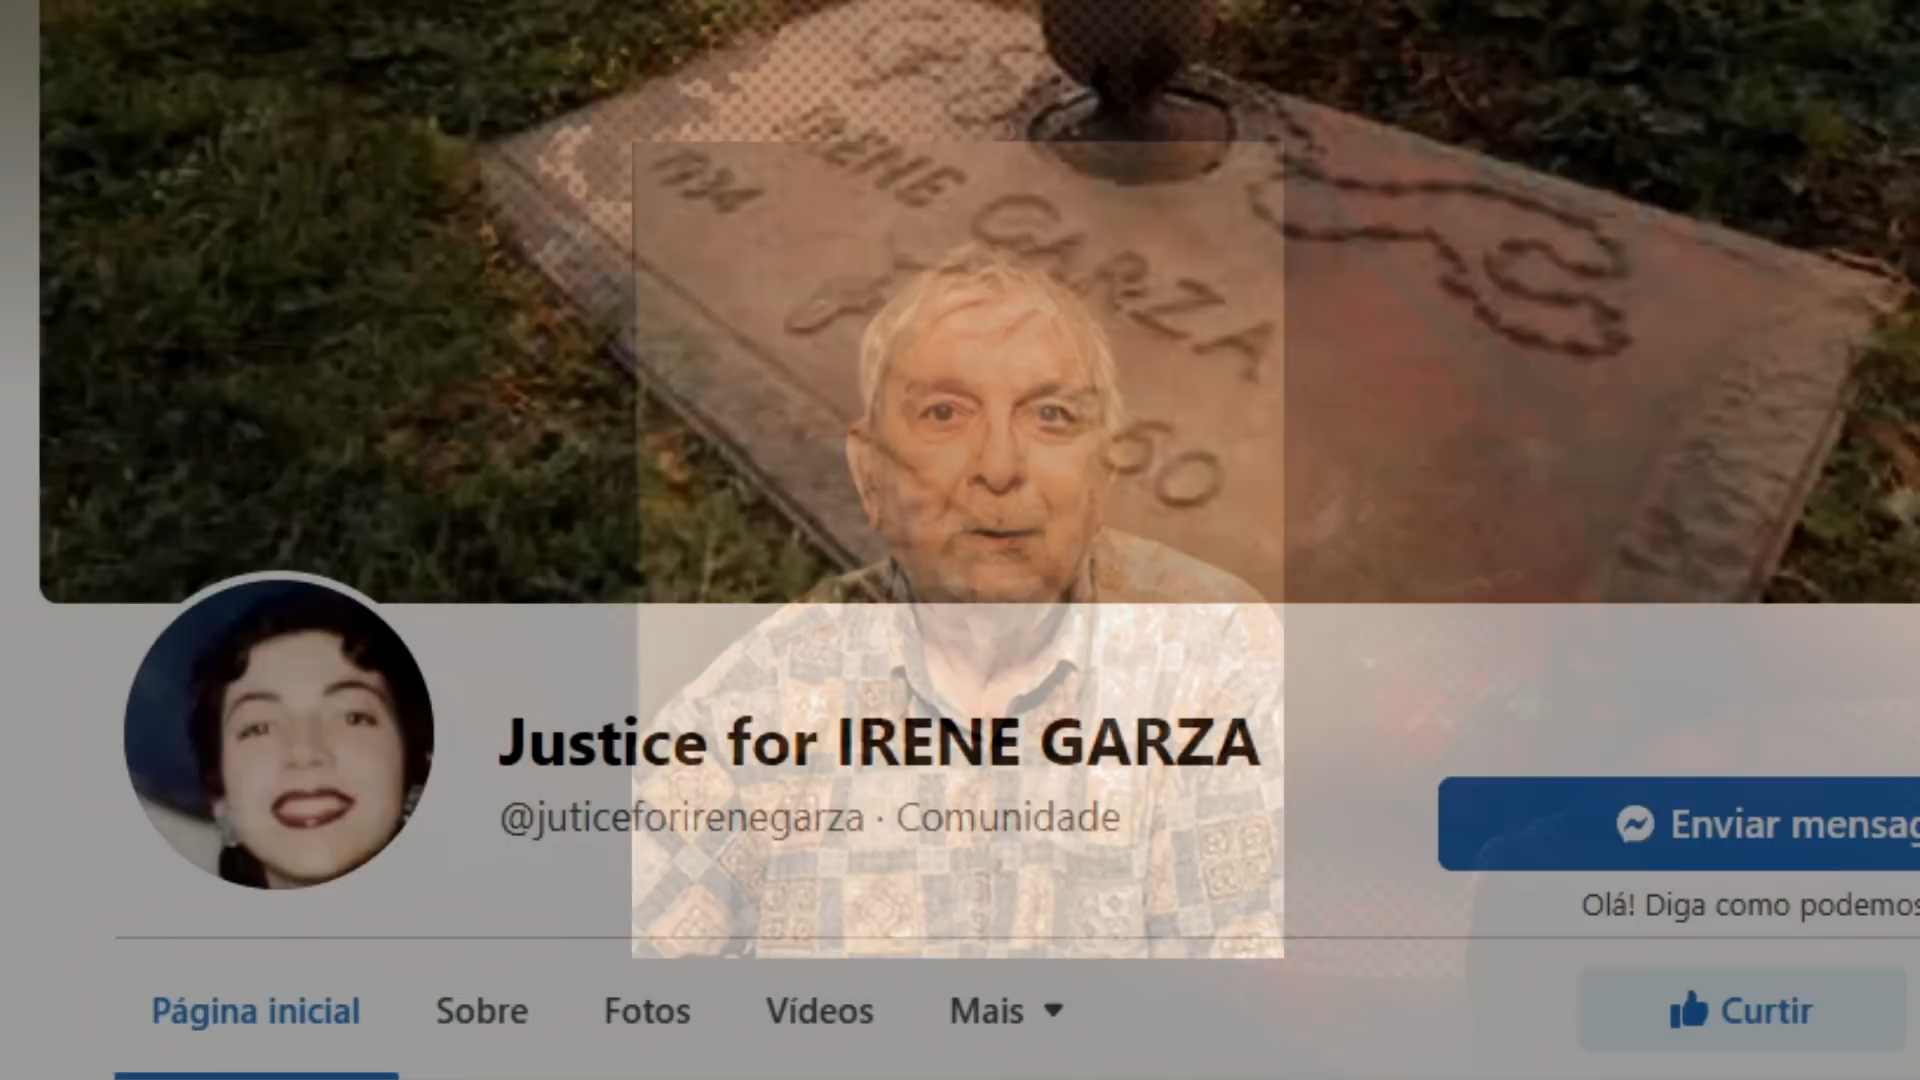 IRENE GARZA
GO
Justice for IRENE GARZA
@juticeforirenegarza · Comunidade
Enviar mensag
Olá! Diga como podemos
Página inicial
Sobre
Fotos
Vídeos
Mais
Curtir